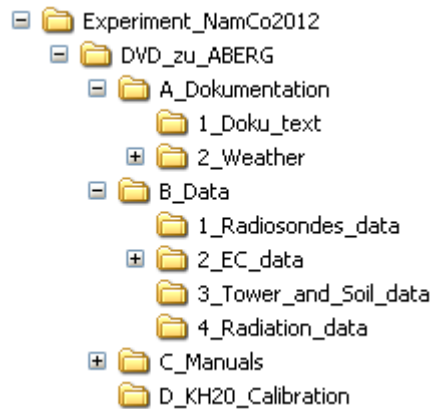 Experiment_NamCo2012
DVD_zu_ABERG
A_Dokumentation
1_Doku_text
2_Weather
B_Data
1_Radiosondes_data
2_EC_data
3_Tower_and_Soil_data
4_Radiation_data
C_Manuals
D_KH20_Calibration